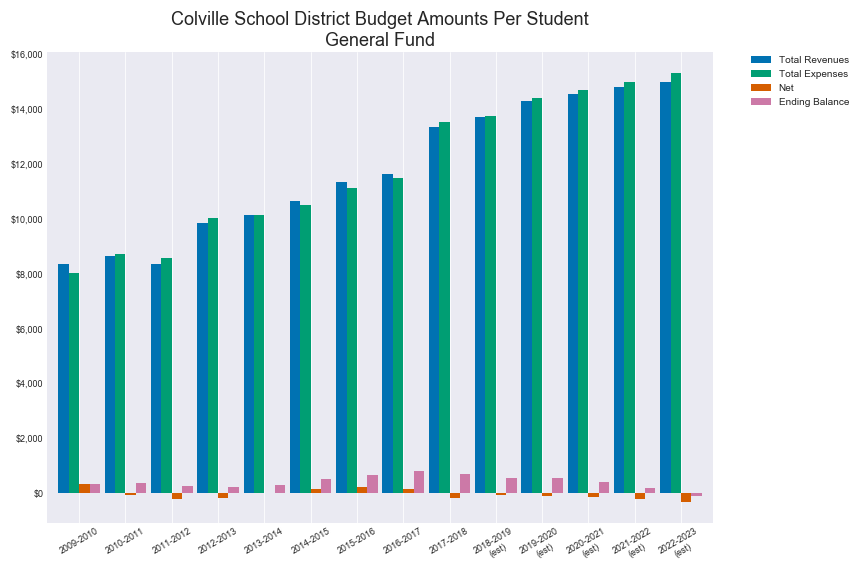 Colville School District Budget Amounts Per Student
General Fund
Total Revenues
Total Expenses
Net
Ending Balance
$16,000
$14,000
$12,000
$10,000
$8,000
$6,000
$4,000
$2,000
$0
2009-2010
2010-2011
2011-2012
2012-2013
2013-2014
2014-2015
2015-2016
2016-2017
2017-2018
2018-2019
(est)
2019-2020
(est)
2020-2021
(est)
2021-2022
(est)
2022-2023
(est)